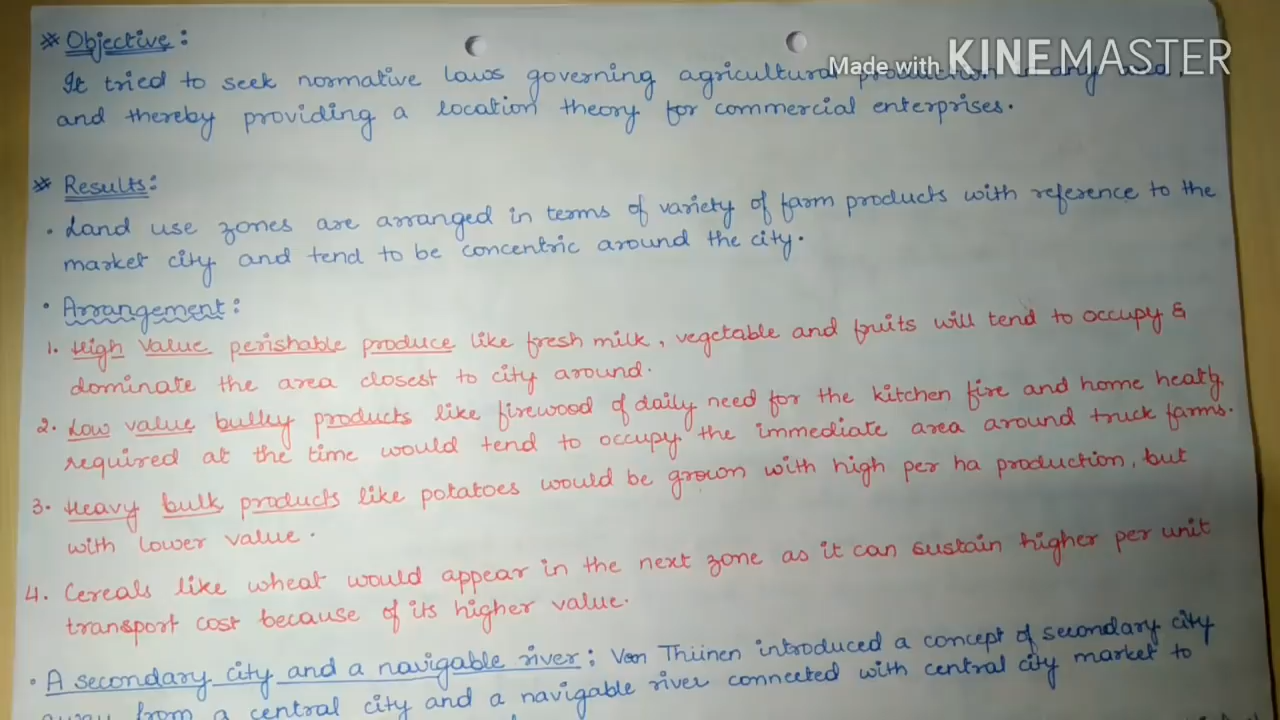 * Objective:
Made with KINEMASTER
It tried to seek normative laws governing agricultural production
and thereby providing a location theory for commercial enterprises.
* Results:
• Land use zones are arranged in terms of variety of farm products with reference to the
market city and tend to be concentric around the city.
• Arrangement:
1. High value perishable produce like fresh milk, vegetable and fruits will tend to occupy &
dominate the area closest to city around.
2. Low value bulky products like firewood of daily need for the kitchen fire and home heatg.
required at the time would tend to occupy the immediate area around truck farms.
3. Heavy bulk products like potatoes would be grown with high per ha production, but
with lower value.
4. Cereals like wheat would appear in the next zone as it can sustain higher per unit
transport cost because of its higher value.
• A secondary city and a navigable river: Von Thünen introduced a concept of secondary city
away from a central city and a navigable river connected with central city market to